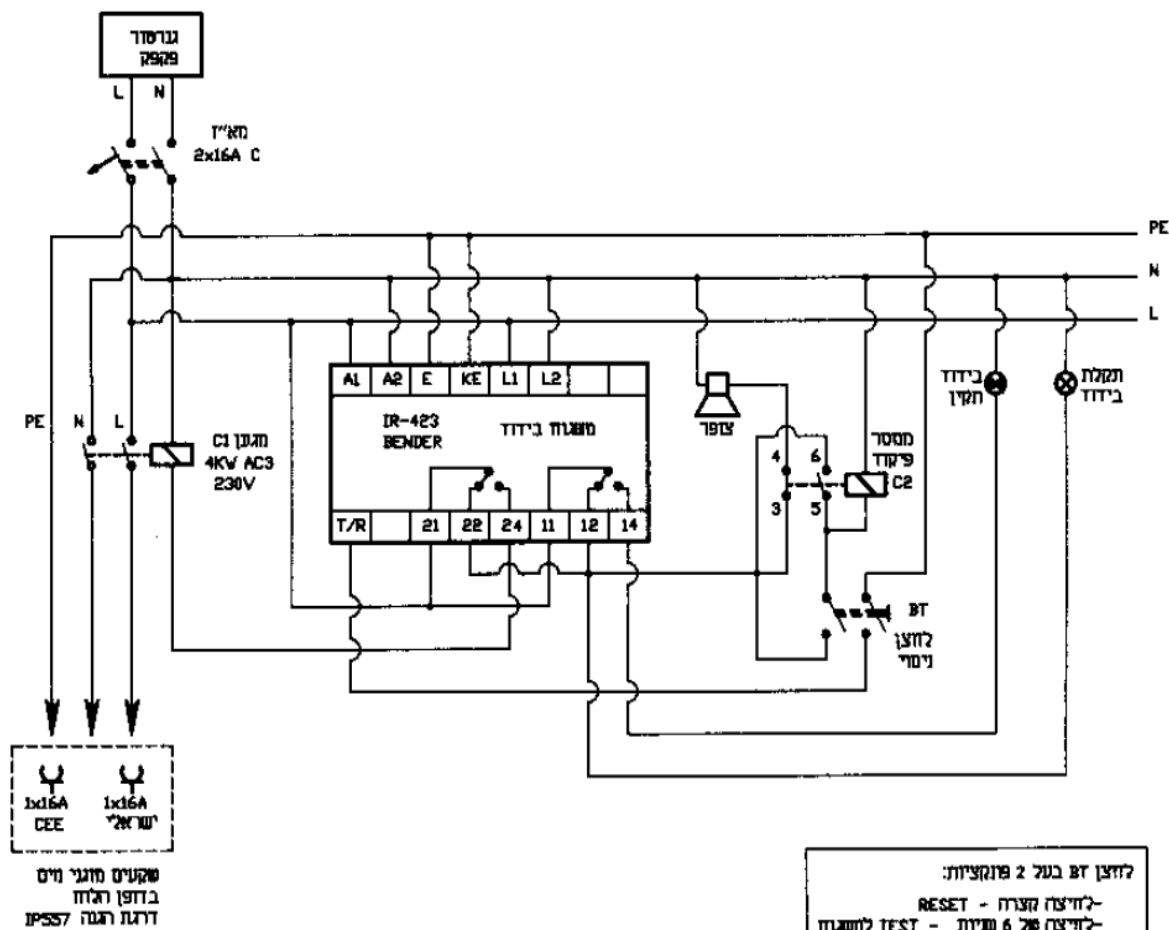 גנרטור
פקפק
L N
מא"ז
2x16A C
PE
N
L
A1 A2 E KE L1 L2
IR-423
BENDER
משגוח בידוד
21 22 24 11 12 14
T/R
PE N L
מגען C1
4KW AC3
230V
צופר
4 6
3 5
ממסר
פיקוד
C2
בידוד
תקין
תקלת
בידוד
BT
לחצן
ניסוי
1x16A
CEE
1x16A
ישראלי
שקעים מוגני מים
בדופן הלוח
דרגת הגנה IP557
לחצן BT בעל 2 פונקציות:
-לחיצה קצרה - RESET
-לחיצה של 6 שניות - TEST למשגוח